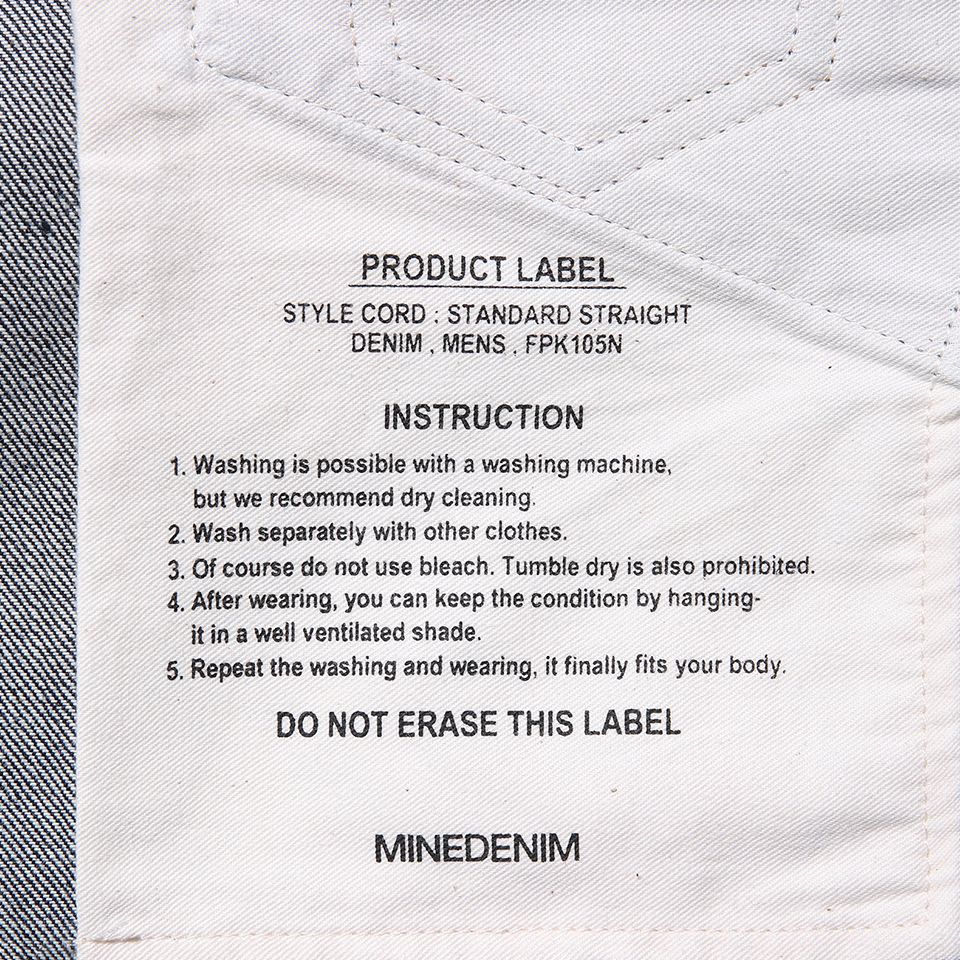 PRODUCT LABEL
STYLE CORD : STANDARD STRAIGHT
DENIM , MENS , FPK105N
INSTRUCTION
1. Washing is possible with a washing machine,
but we recommend dry cleaning.
2. Wash separately with other clothes.
3. Of course do not use bleach. Tumble dry is also prohibited.
4. After wearing, you can keep the condition by hanging-
it in a well ventilated shade.
5. Repeat the washing and wearing, it finally fits your body.
DO NOT ERASE THIS LABEL
MINEDENIM